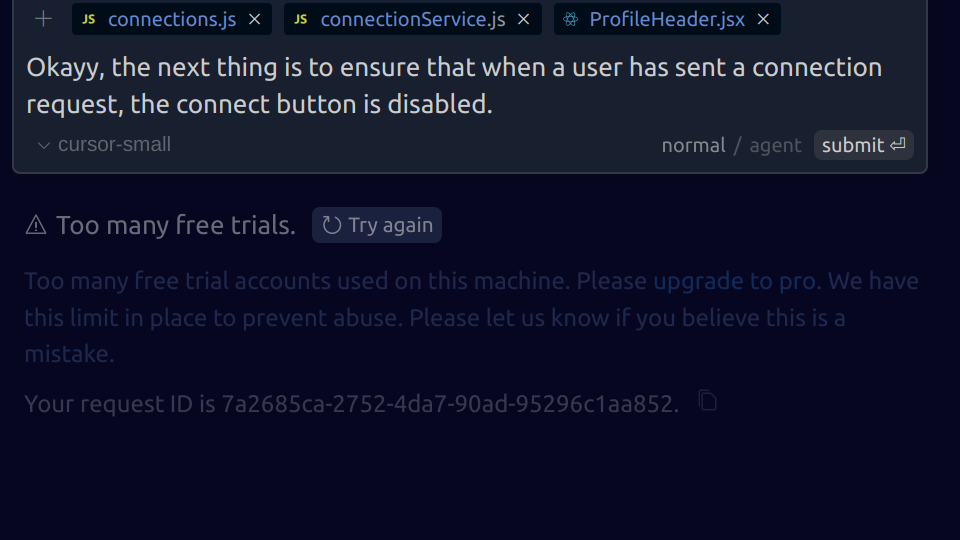 JS connections.js JS connectionService.js ProfileHeader.jsx
Okayy, the next thing is to ensure that when a user has sent a connection
request, the connect button is disabled.
cursor-small normal / agent submit
Too many free trials. Try again
Too many free trial accounts used on this machine. Please upgrade to pro. We have
this limit in place to prevent abuse. Please let us know if you believe this is a
mistake.
Your request ID is 7a2685ca-2752-4da7-90ad-95296c1aa852.